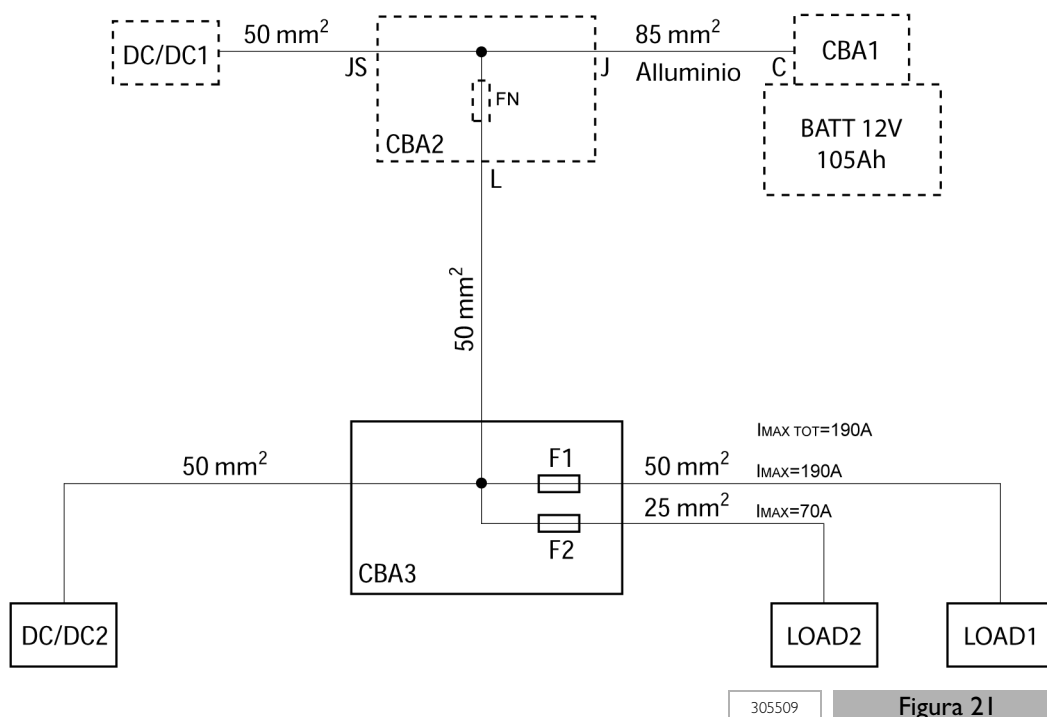 DC/DC1
50 mm²
JS
FN
CBA2
L
J
85 mm²
Alluminio
C
CBA1
BATT 12V
105Ah
50 mm²
50 mm²
CBA3
F1
F2
50 mm²
25 mm²
IMAX TOT=190A
IMAX=190A
IMAX=70A
DC/DC2
LOAD2
LOAD1
305509
Figura 21